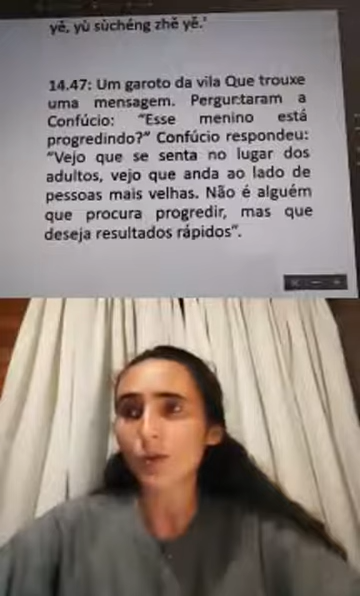 yě, yù sùchéng zhě yě.'
14.47: Um garoto da vila Que trouxe
uma mensagem. Perguntaram a
Confúcio: "Esse menino está
progredindo?" Confúcio respondeu:
"Vejo que se senta no lugar dos
adultos, vejo que anda ao lado de
pessoas mais velhas. Não é alguém
que procura progredir, mas que
deseja resultados rápidos".